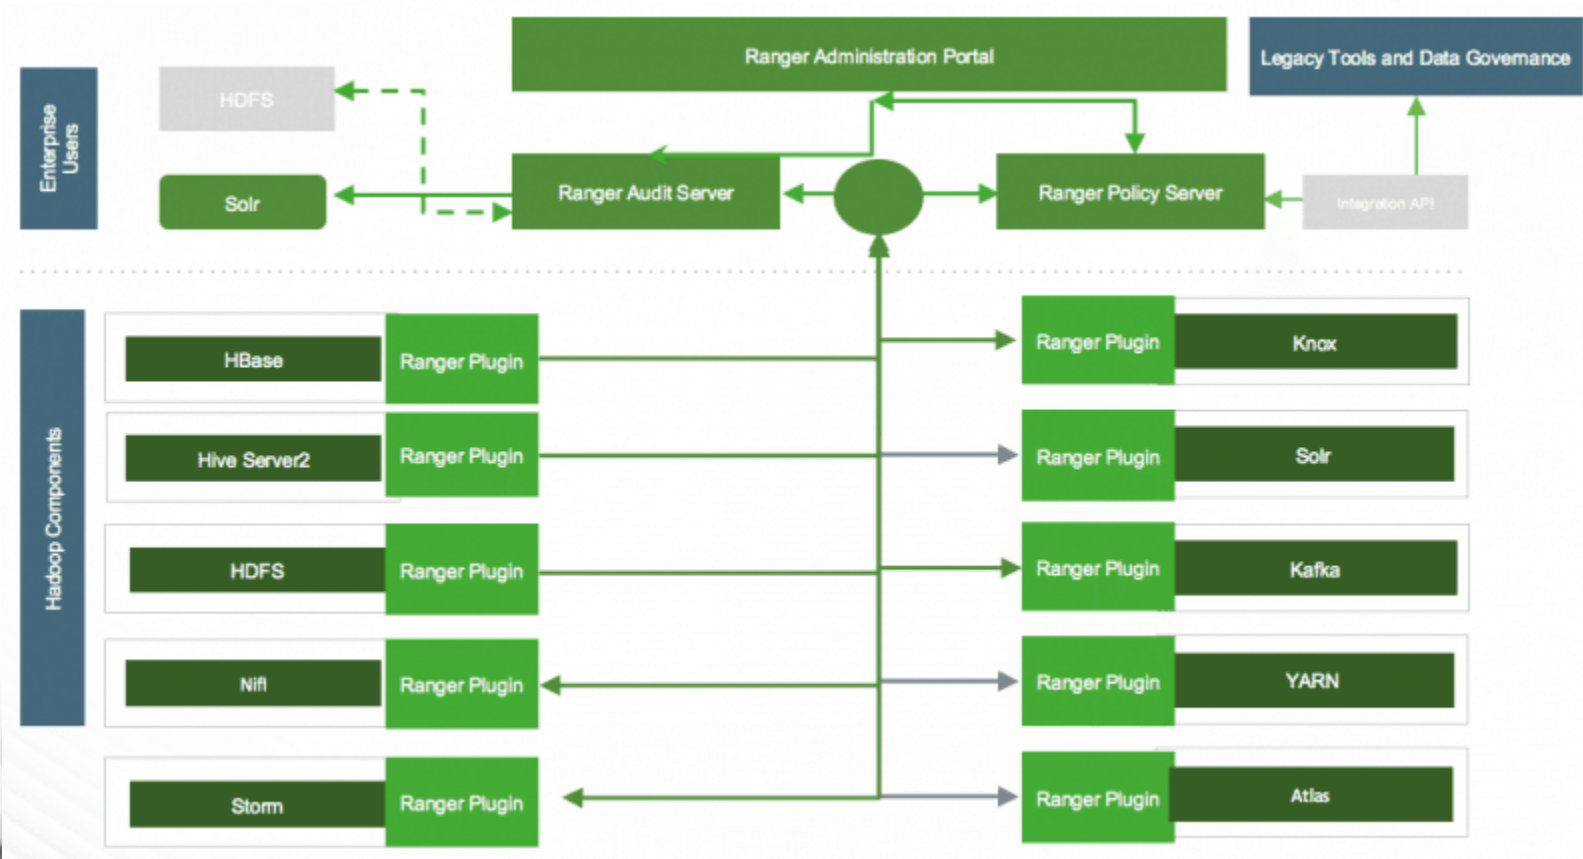 Ranger Administration Portal
Legacy Tools and Data Governance
Enterprise
Users
HDFS
Solr
Ranger Audit Server
Ranger Policy Server
Integration API
Hadoop Components
HBase
Ranger Plugin
Ranger Plugin
Knox
Hive Server2
Ranger Plugin
Ranger Plugin
Solr
HDFS
Ranger Plugin
Ranger Plugin
Kafka
Nifl
Ranger Plugin
Ranger Plugin
YARN
Storm
Ranger Plugin
Ranger Plugin
Atlas